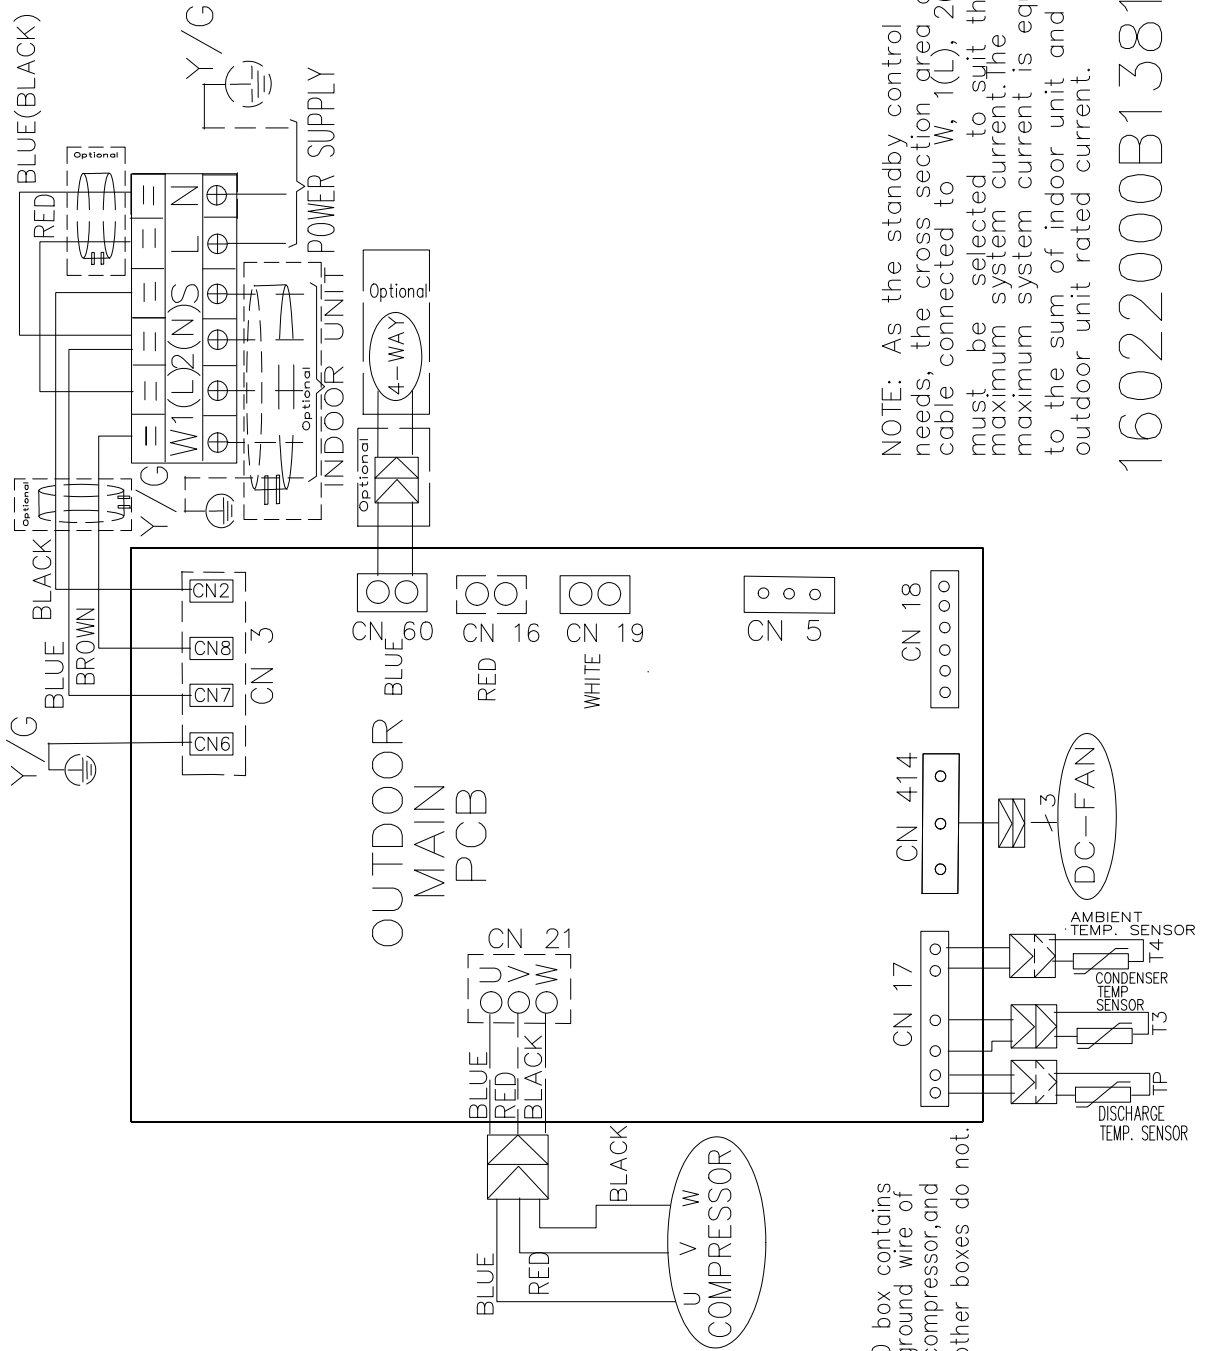 BLUE(BLACK)
RED
Optional
Y/G
POWER SUPPLY
W 1(L) 2(N) S L N
Optional
INDOOR UNIT
Optional
Y/G
BLACK
BLUE
BROWN
Y/G
CN2
CN8
CN7
CN6
CN 3
Optional
4-WAY
Optional
CN 60
BLUE
CN 16
RED
CN 19
WHITE
CN 5
CN 18
OUTDOOR
MAIN
PCB
CN 21
U
V
W
BLUE
RED
BLACK
BLUE
RED
BLACK
U V W
COMPRESSOR
CN 414
3
DC-FAN
CN 17
AMBIENT
TEMP. SENSOR
T4
CONDENSER
TEMP
SENSOR
T3
TP
DISCHARGE
TEMP. SENSOR
box contains
ground wire of
compressor,and
other boxes do not.
NOTE: As the standby control
needs, the cross section area
cable connected to W, 1(L),
must be selected to suit
maximum system current.The
maximum system current is
to the sum of indoor unit and
outdoor unit rated current.
16022000B1381